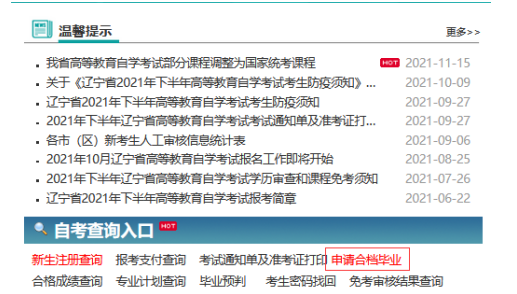 温馨提示 更多>>
我省高等教育自学考试部分课程调整为国家统考课程 HOT 2021-11-15
关于《辽宁省2021年下半年高等教育自学考试考生防疫须知》... 2021-10-09
辽宁省2021年下半年高等教育自学考试考生防疫须知 2021-09-27
2021年下半年辽宁省高等教育自学考试考试通知单及准考证打... 2021-09-27
各市（区）新考生人工审核信息统计表 2021-09-06
2021年10月辽宁省高等教育自学考试报名工作即将开始 2021-08-25
2021年下半年辽宁省高等教育自学考试学历审查和课程免考须知 2021-07-26
辽宁省2021年下半年高等教育自学考试报考简章 2021-06-22
自考查询入口 HOT
新生注册查询 报考支付查询 考试通知单及准考证打印 申请合档毕业
合格成绩查询 专业计划查询 毕业预判 考生密码找回 免考审核结果查询